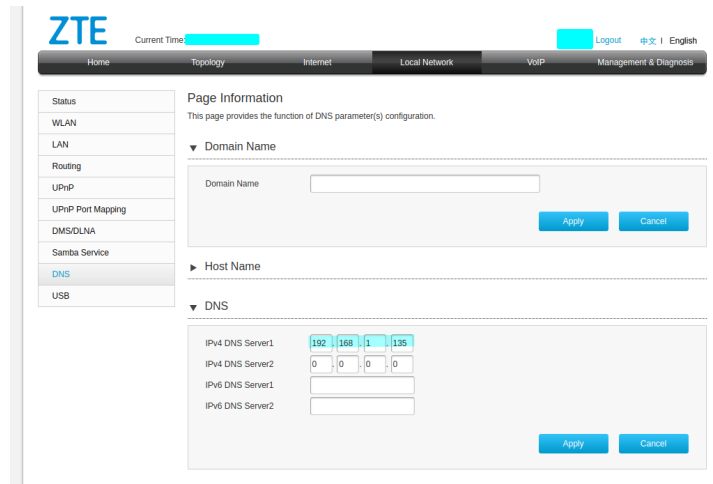 ZTE
Current Time:
Logout 中文 | English
Home Topology Internet Local Network VoIP Management & Diagnosis
Status
WLAN
LAN
Routing
UPnP
UPnP Port Mapping
DMS/DLNA
Samba Service
DNS
USB
Page Information
This page provides the function of DNS parameter(s) configuration.
▼ Domain Name
Domain Name
Apply Cancel
▶ Host Name
▼ DNS
IPv4 DNS Server1 192 . 168 . 1 . 135
IPv4 DNS Server2 0 . 0 . 0 . 0
IPv6 DNS Server1
IPv6 DNS Server2
Apply Cancel